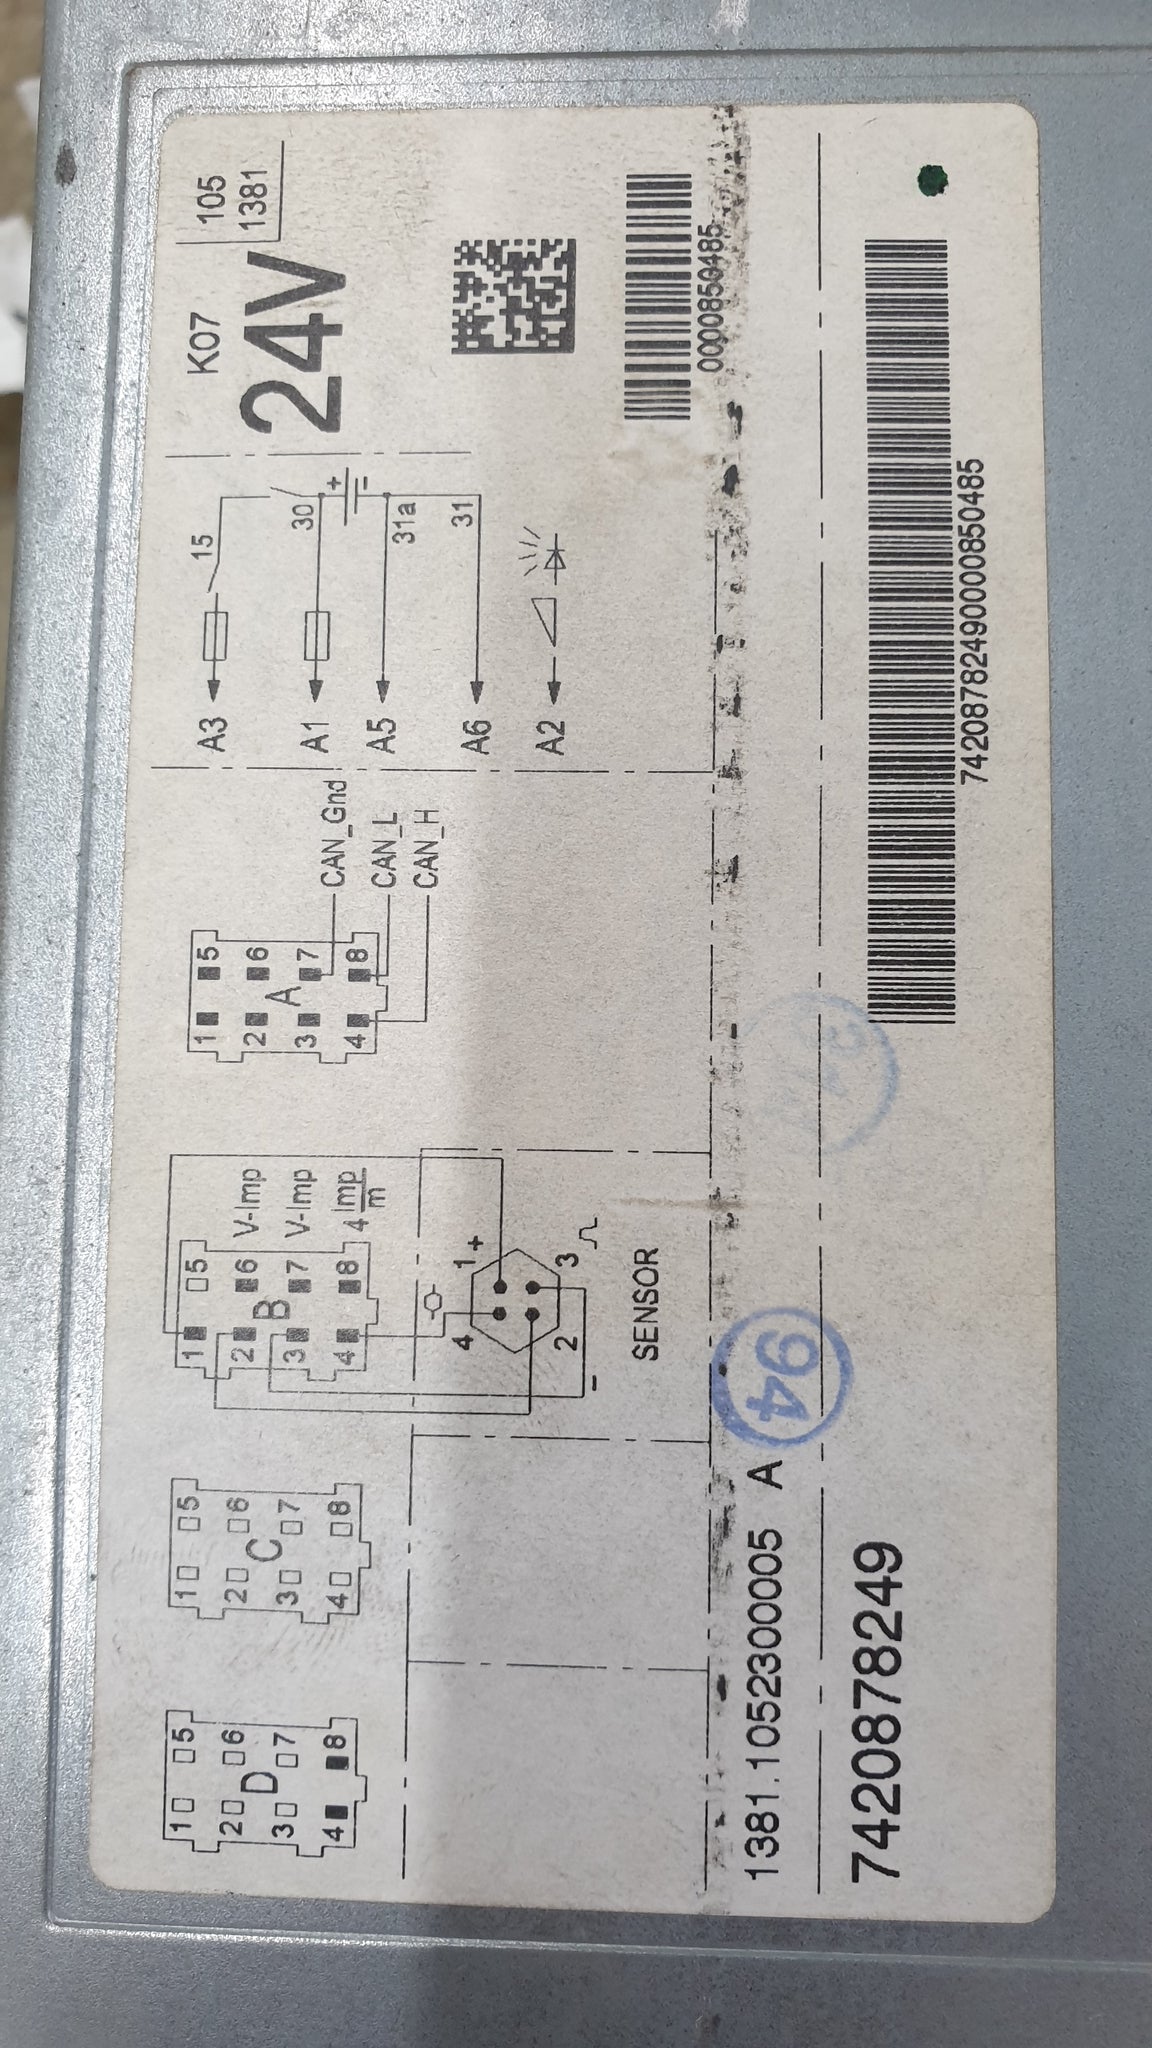 D
1 5
2 6
3 7
4 8
C
1 5
2 6
3 7
4 8
B
1 5
2 6 V-Imp
3 7 V-Imp
4 8 4 Imp/m
4 1 +
- 2 3
SENSOR
A
1 5
2 6
3 7 CAN_Gnd
4 8 CAN_L
CAN_H
A3 15
A1 30 +
-
A5 31a
A6 31
A2
K07 105
1381
24V
0000850485
1381.105230005 A
94
7420878249
74208782490000850485